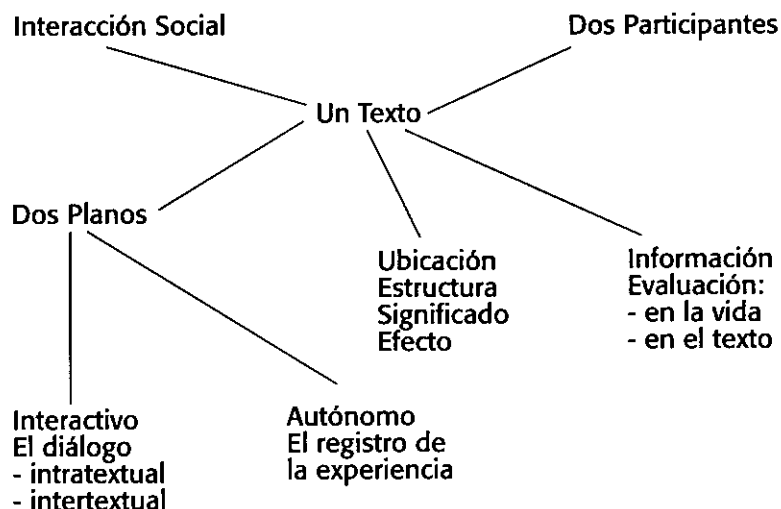 Interacción Social
Dos Participantes
Un Texto
Dos Planos
Ubicación
Estructura
Significado
Efecto
Información
Evaluación:
- en la vida
- en el texto
Interactivo
El diálogo
- intratextual
- intertextual
Autónomo
El registro de
la experiencia